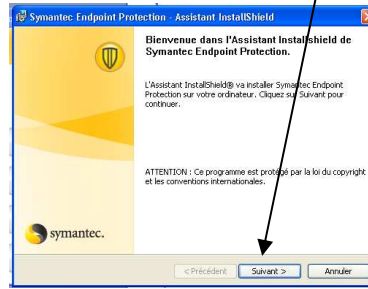 Symantec Endpoint Protection - Assistant InstallShield
Bienvenue dans l'Assistant Installshield de
Symantec Endpoint Protection.
L'Assistant InstallShield® va installer Symantec Endpoint
Protection sur votre ordinateur. Cliquez sur Suivant pour
continuer.
ATTENTION : Ce programme est protégé par la loi du copyright
et les conventions internationales.
symantec.
< Précédent
Suivant >
Annuler